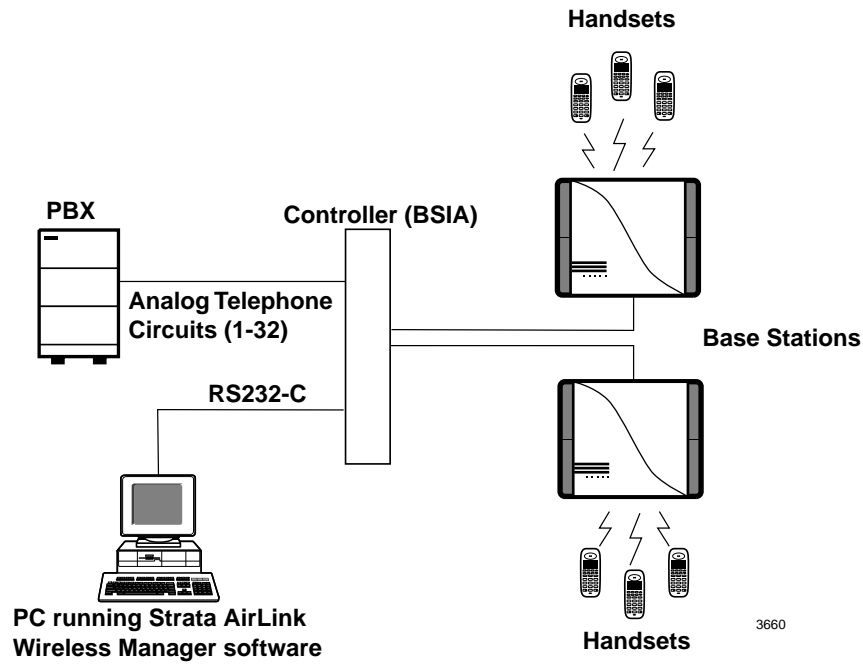 Handsets
PBX
Controller (BSIA)
Analog Telephone
Circuits (1-32)
Base Stations
RS232-C
PC running Strata AirLink
Wireless Manager software
Handsets
3660